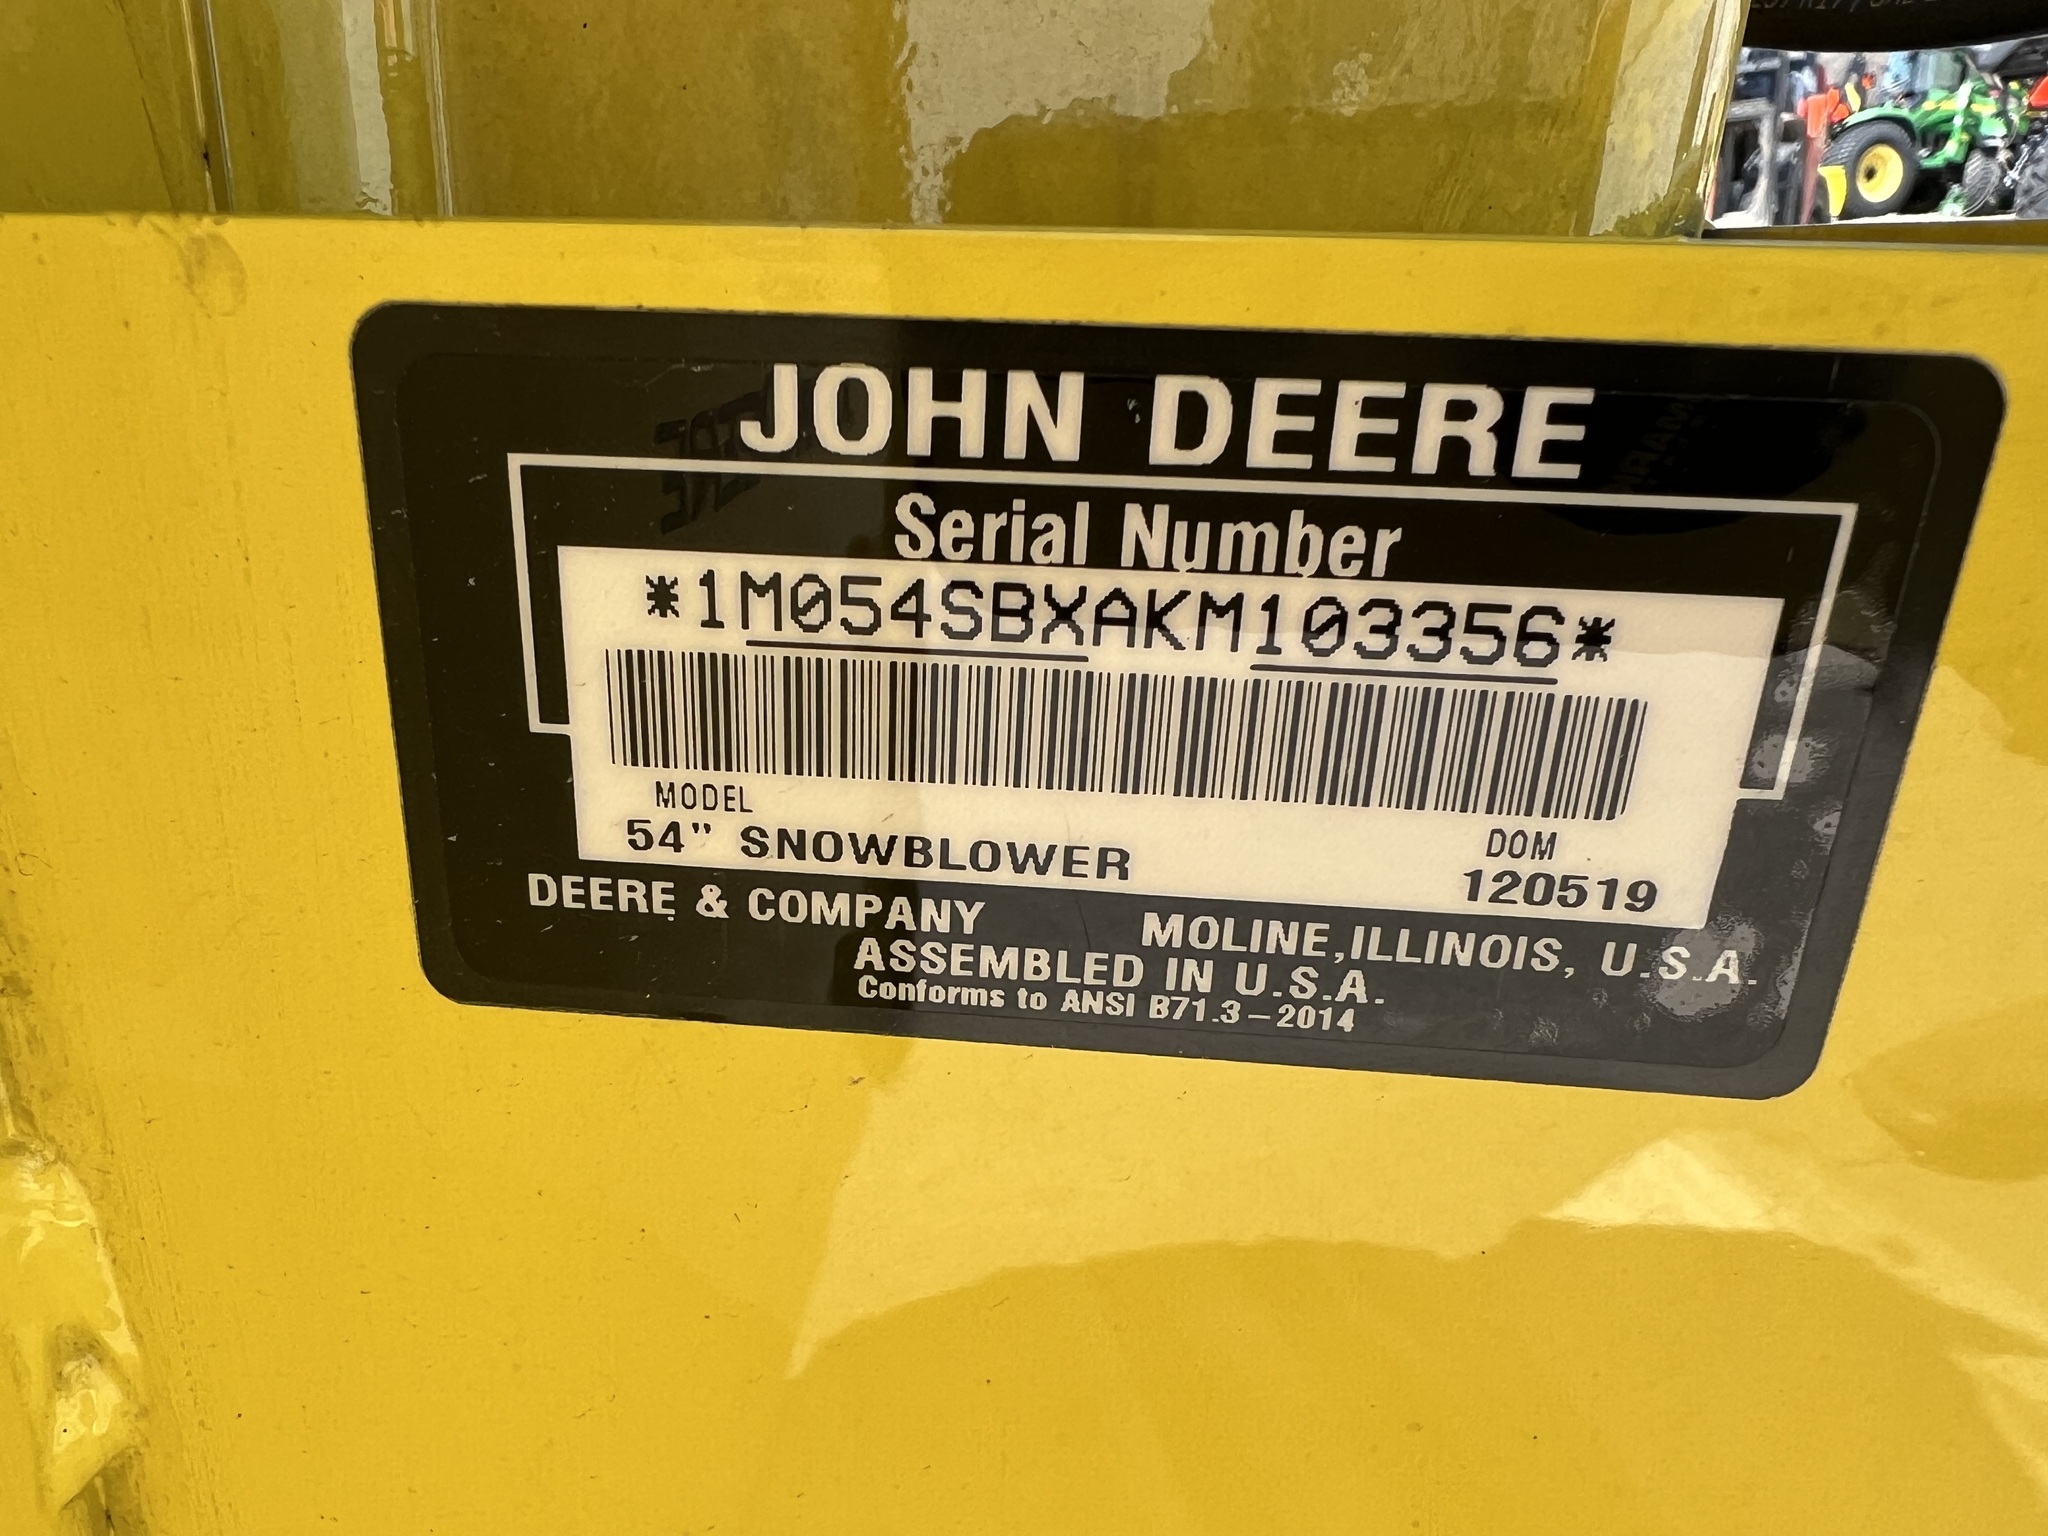 JOHN DEERE
Serial Number
*1M054SBXAKM103356*
MODEL
54" SNOWBLOWER
DOM
120519
DEERE & COMPANY MOLINE, ILLINOIS, U.S.A.
ASSEMBLED IN U.S.A.
Conforms to ANSI B71.3-2014